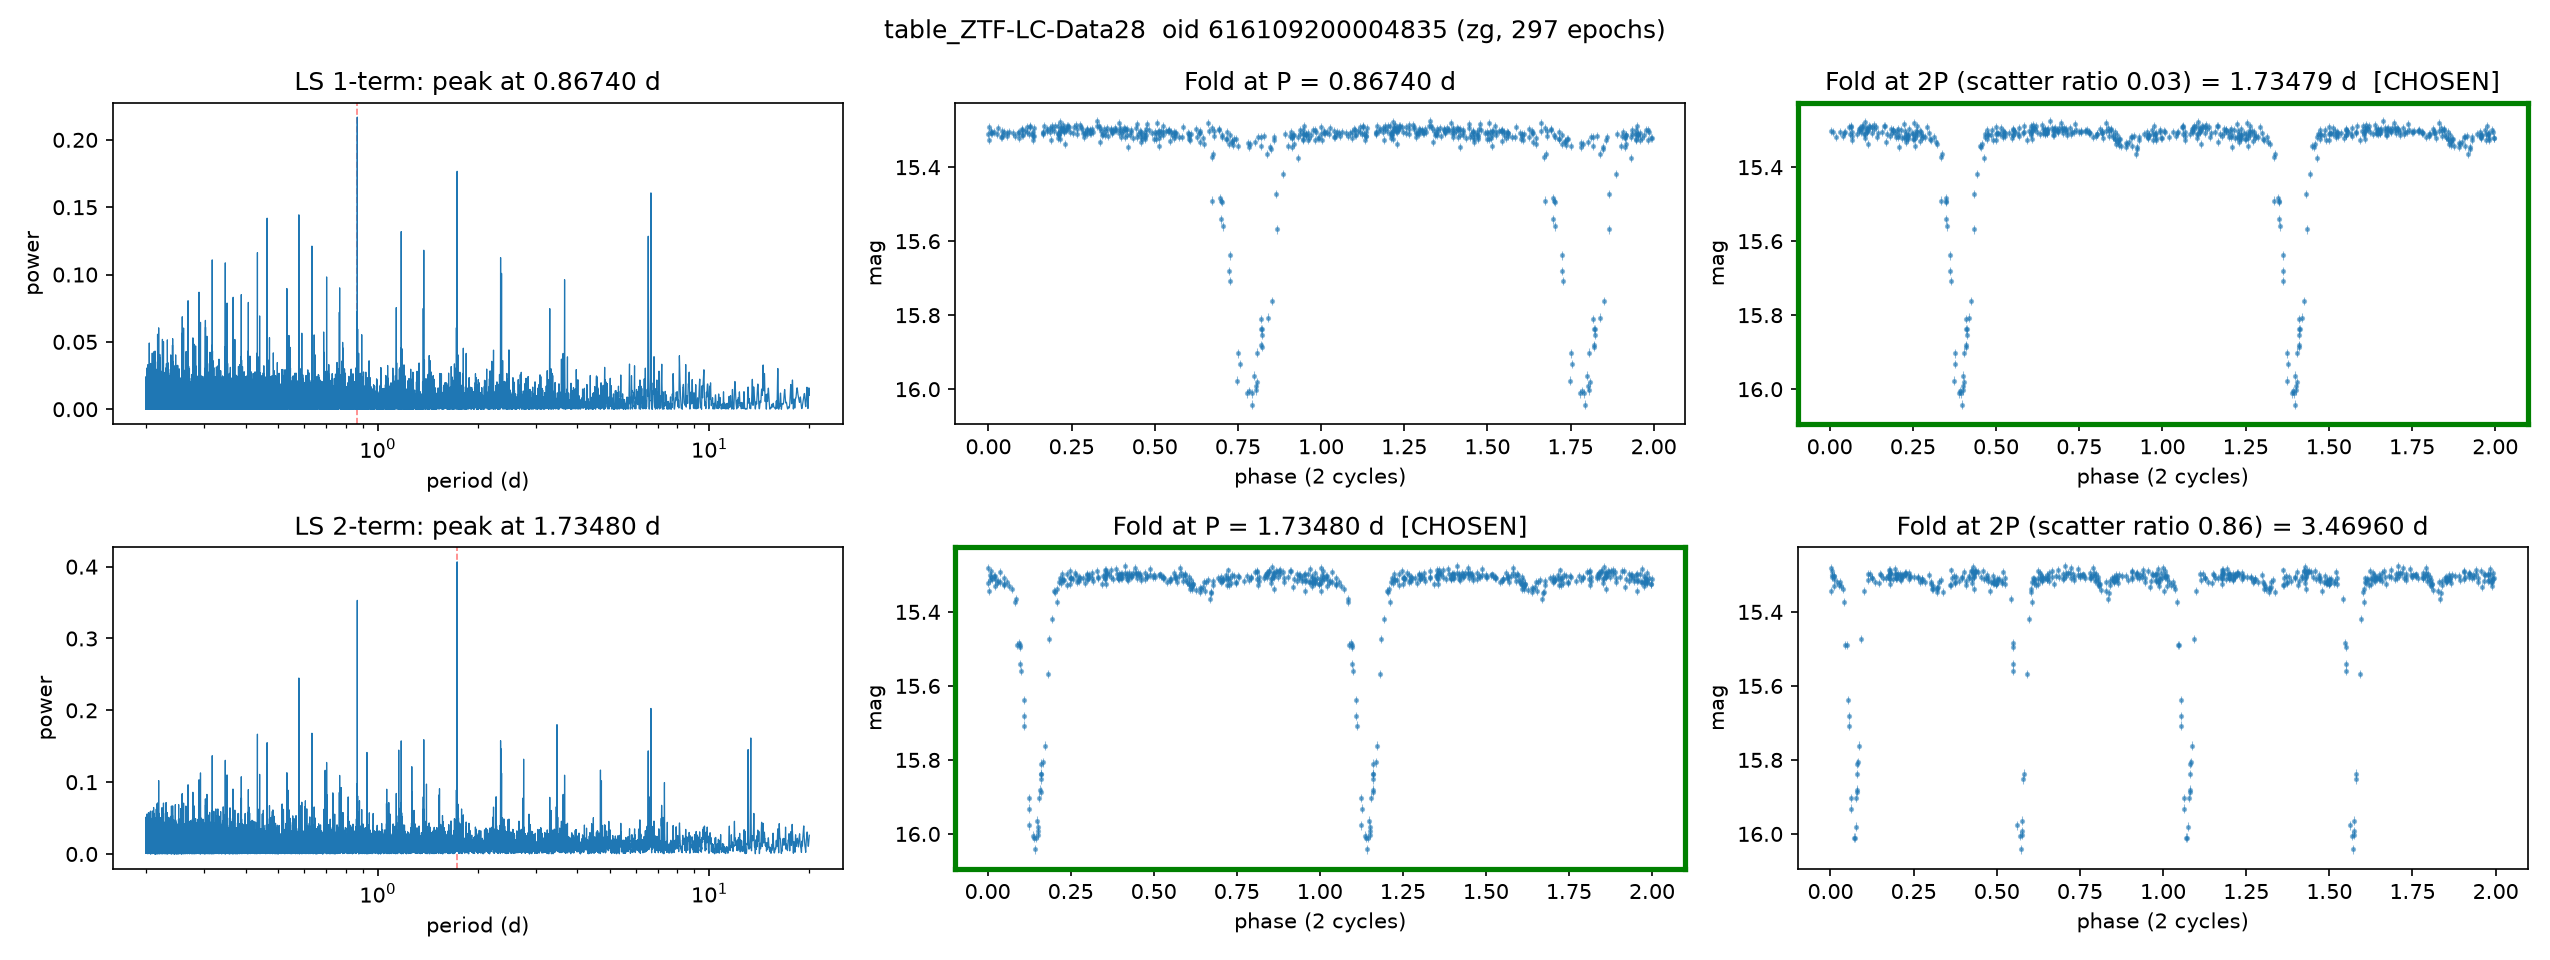 table_ZTF-LC-Data28  oid 616109200004835 (zg, 297 epochs)
LS 1-term: peak at 0.86740 d
power
0.20
0.15
0.10
0.05
0.00
10⁰
10¹
period (d)
Fold at P = 0.86740 d
mag
15.4
15.6
15.8
16.0
0.00 0.25 0.50 0.75 1.00 1.25 1.50 1.75 2.00
phase (2 cycles)
Fold at 2P (scatter ratio 0.03) = 1.73479 d  [CHOSEN]
mag
15.4
15.6
15.8
16.0
0.00 0.25 0.50 0.75 1.00 1.25 1.50 1.75 2.00
phase (2 cycles)
LS 2-term: peak at 1.73480 d
power
0.4
0.3
0.2
0.1
0.0
10⁰
10¹
period (d)
Fold at P = 1.73480 d  [CHOSEN]
mag
15.4
15.6
15.8
16.0
0.00 0.25 0.50 0.75 1.00 1.25 1.50 1.75 2.00
phase (2 cycles)
Fold at 2P (scatter ratio 0.86) = 3.46960 d
mag
15.4
15.6
15.8
16.0
0.00 0.25 0.50 0.75 1.00 1.25 1.50 1.75 2.00
phase (2 cycles)